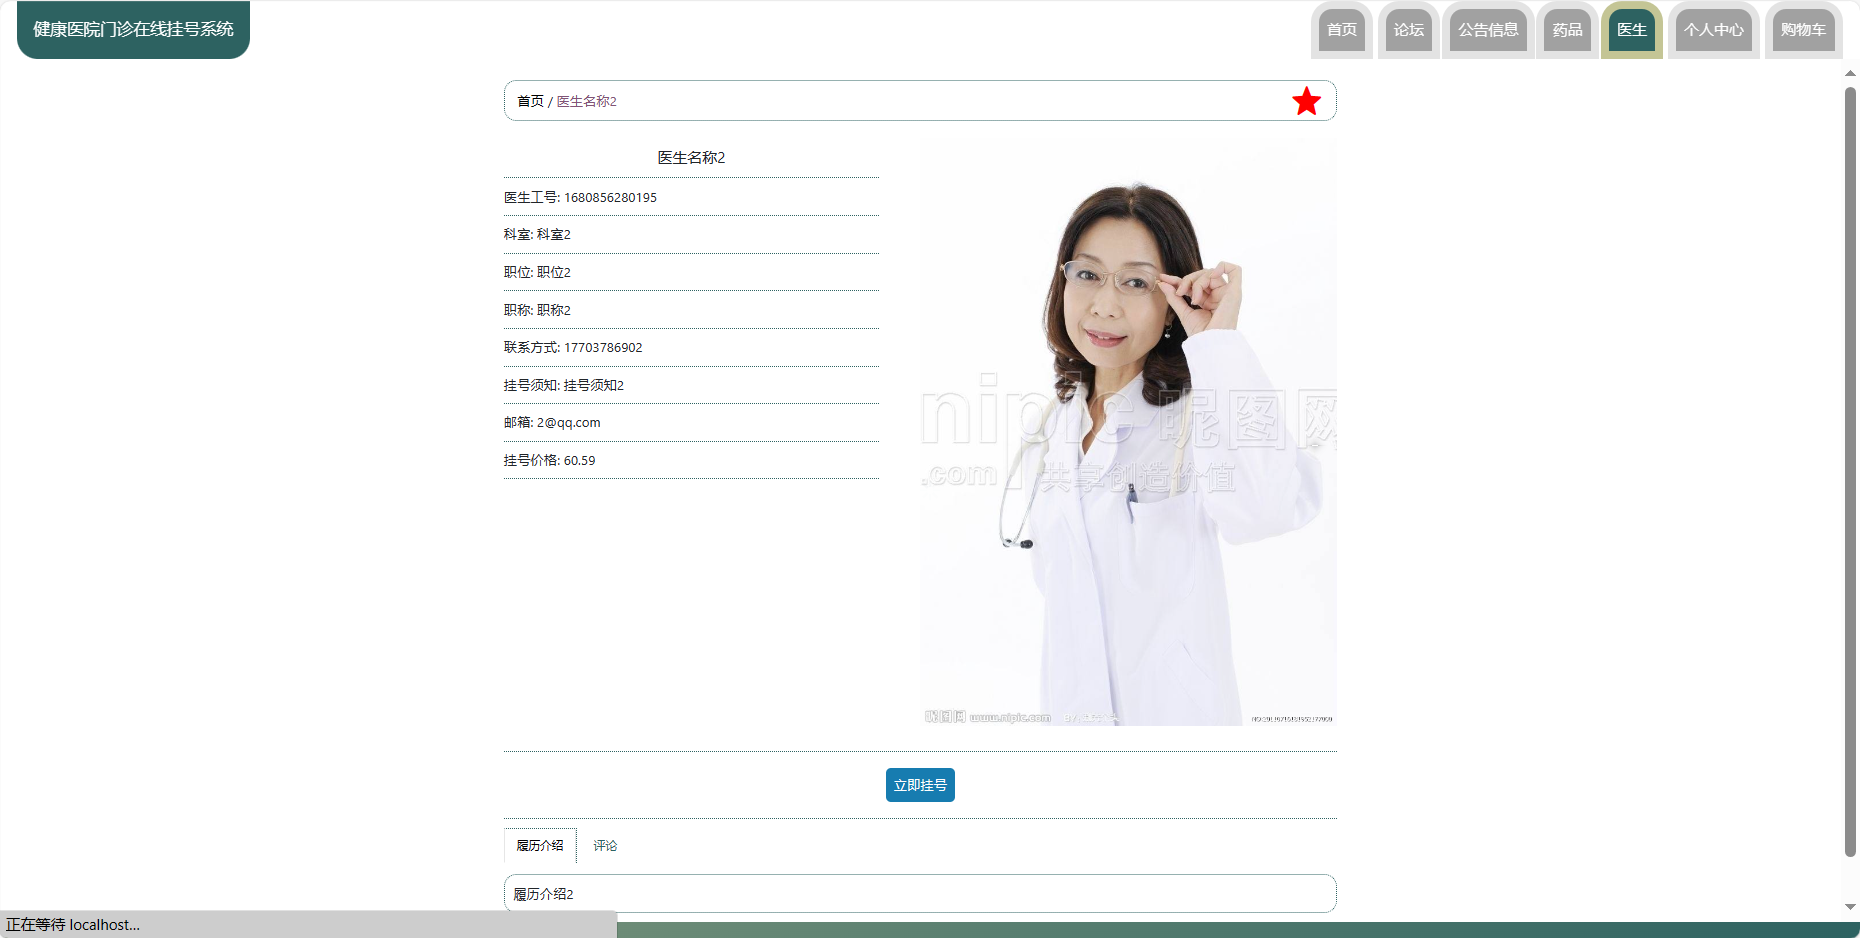 健康医院门诊在线挂号系统
首页
论坛
公告信息
药品
医生
个人中心
购物车
首页 / 医生名称2
医生名称2
医生工号: 1680856280195
科室: 科室2
职位: 职位2
职称: 职称2
联系方式: 17703786902
挂号须知: 挂号须知2
邮箱: 2@qq.com
挂号价格: 60.59
nipic 昵图网
.com 共享创造价值
昵图网 www.nipic.com
立即挂号
履历介绍
评论
履历介绍2
正在等待 localhost...